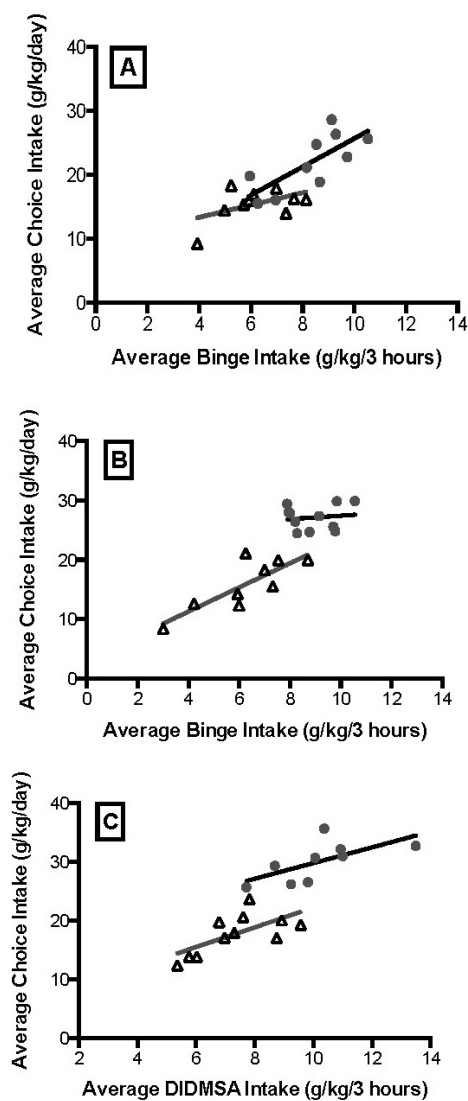 A
Average Choice Intake (g/kg/day)
40
30
20
10
0
0 2 4 6 8 10 12 14
Average Binge Intake (g/kg/3 hours)
B
Average Choice Intake (g/kg/day)
40
30
20
10
0
0 2 4 6 8 10 12 14
Average Binge Intake (g/kg/3 hours)
C
Average Choice Intake (g/kg/day)
40
30
20
10
0
2 4 6 8 10 12 14
Average DIDMSA Intake (g/kg/3 hours)